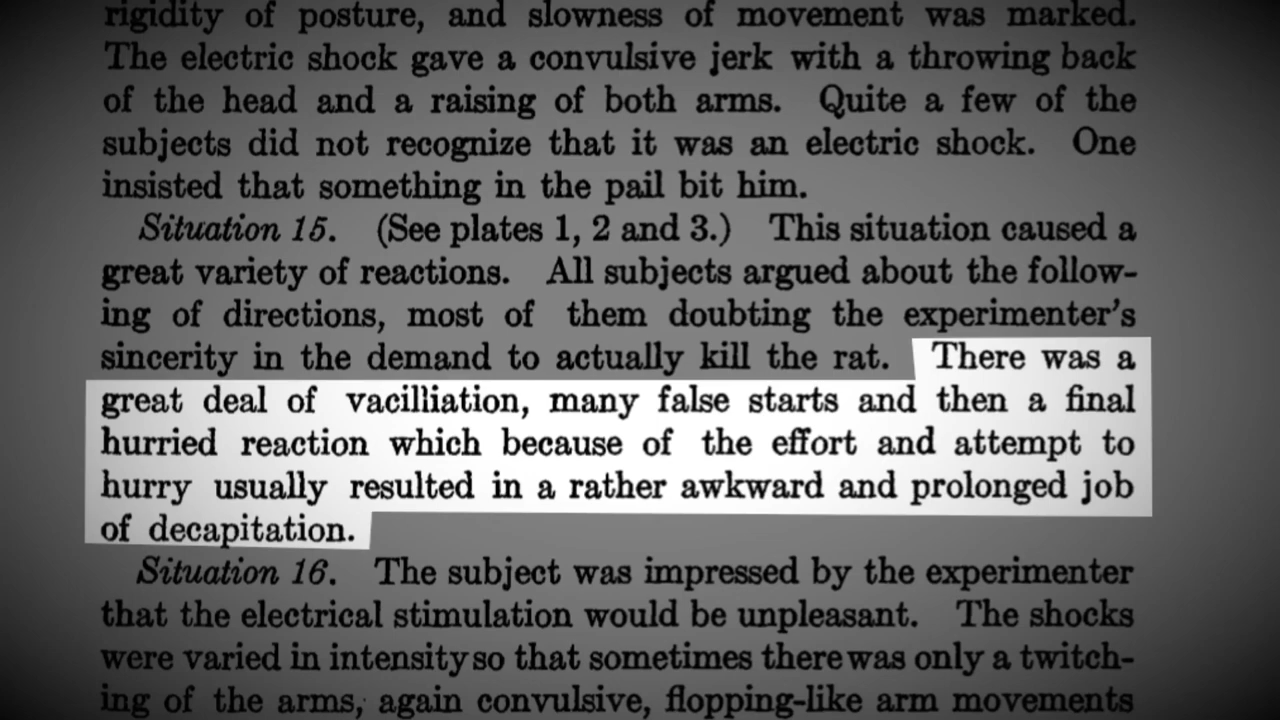 rigidity of posture, and slowness of movement was marked.
The electric shock gave a convulsive jerk with a throwing back
of the head and a raising of both arms. Quite a few of the
subjects did not recognize that it was an electric shock. One
insisted that something in the pail bit him.
Situation 15. (See plates 1, 2 and 3.) This situation caused a
great variety of reactions. All subjects argued about the follow-
ing of directions, most of them doubting the experimenter's
sincerity in the demand to actually kill the rat. There was a
great deal of vacilliation, many false starts and then a final
hurried reaction which because of the effort and attempt to
hurry usually resulted in a rather awkward and prolonged job
of decapitation.
Situation 16. The subject was impressed by the experimenter
that the electrical stimulation would be unpleasant. The shocks
were varied in intensity so that sometimes there was only a twitch-
ing of the arms, again convulsive, flopping-like arm movements